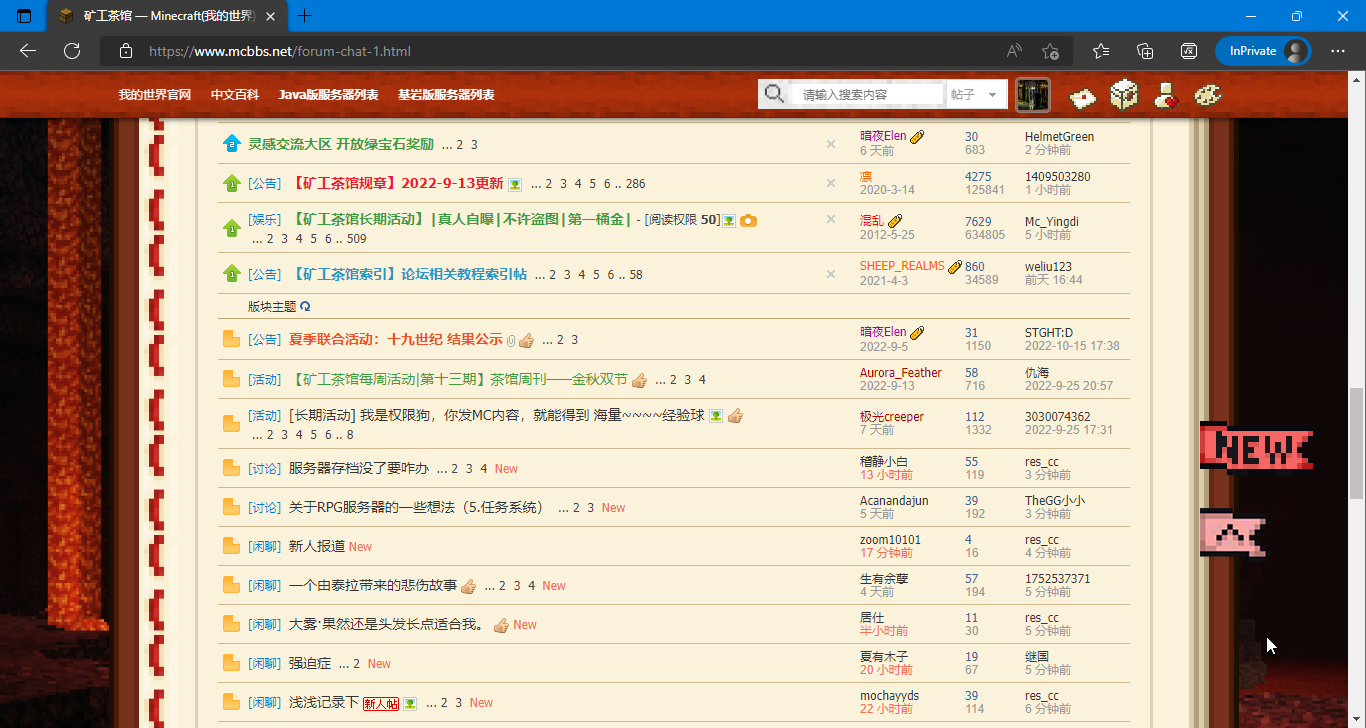 矿工茶馆 — Minecraft(我的世界)
https://www.mcbbs.net/forum-chat-1.html
InPrivate
我的世界官网 中文百科 Java版服务器列表 基岩版服务器列表 请输入搜索内容 帖子
灵感交流大区 开放绿宝石奖励 ... 2 3 暗夜Elen 30 HelmetGreen
6 天前 683 2 分钟前
[公告] 【矿工茶馆规章】2022-9-13更新 ... 2 3 4 5 6 .. 286 凛 4275 1409503280
2020-3-14 125841 1 小时前
[娱乐] 【矿工茶馆长期活动】|真人自曝|不许盗图|第一桶金| - [阅读权限 50] 混乱 7629 Mc_Yingdi
... 2 3 4 5 6 .. 509 2012-5-25 634805 5 小时前
[公告] 【矿工茶馆索引】论坛相关教程索引帖 ... 2 3 4 5 6 .. 58 SHEEP_REALMS 860 weliu123
2021-4-3 34589 前天 16:44
版块主题
[公告] 夏季联合活动：十九世纪 结果公示 ... 2 3 暗夜Elen 31 STGHT:D
2022-9-5 1150 2022-10-15 17:38
[活动] 【矿工茶馆每周活动|第十三期】茶馆周刊——金秋双节 ... 2 3 4 Aurora_Feather 58 仇海
2022-9-13 716 2022-9-25 20:57
[活动] [长期活动] 我是权限狗，你发MC内容，就能得到 海量~~~~经验球 极光creeper 112 3030074362
... 2 3 4 5 6 .. 8 7 天前 1332 2022-9-25 17:31
[讨论] 服务器存档没了要咋办 ... 2 3 4 New 稽静小白 55 res_cc
13 小时前 119 3 分钟前
[讨论] 关于RPG服务器的一些想法（5.任务系统） ... 2 3 New Acanandajun 39 TheGG小小
5 天前 192 3 分钟前
[闲聊] 新人报道 New zoom10101 4 res_cc
17 分钟前 16 4 分钟前
[闲聊] 一个由泰拉带来的悲伤故事 ... 2 3 4 New 生有余孽 57 1752537371
4 天前 194 5 分钟前
[闲聊] 大雾·果然还是头发长点适合我。 New 居仕 11 res_cc
半小时前 30 5 分钟前
[闲聊] 强迫症 ... 2 New 夏有木子 19 继国
20 小时前 67 5 分钟前
[闲聊] 浅浅记录下 新人帖 ... 2 3 New mochayyds 39 res_cc
22 小时前 114 6 分钟前
NEW